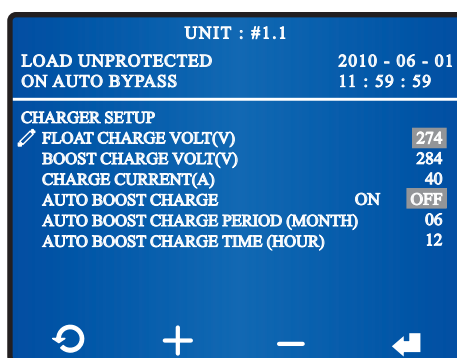 UNIT : #1.1
LOAD UNPROTECTED 2010 - 06 - 01
ON AUTO BYPASS 11 : 59 : 59
CHARGER SETUP
FLOAT CHARGE VOLT(V) 274
BOOST CHARGE VOLT(V) 284
CHARGE CURRENT(A) 40
AUTO BOOST CHARGE ON OFF
AUTO BOOST CHARGE PERIOD (MONTH) 06
AUTO BOOST CHARGE TIME (HOUR) 12